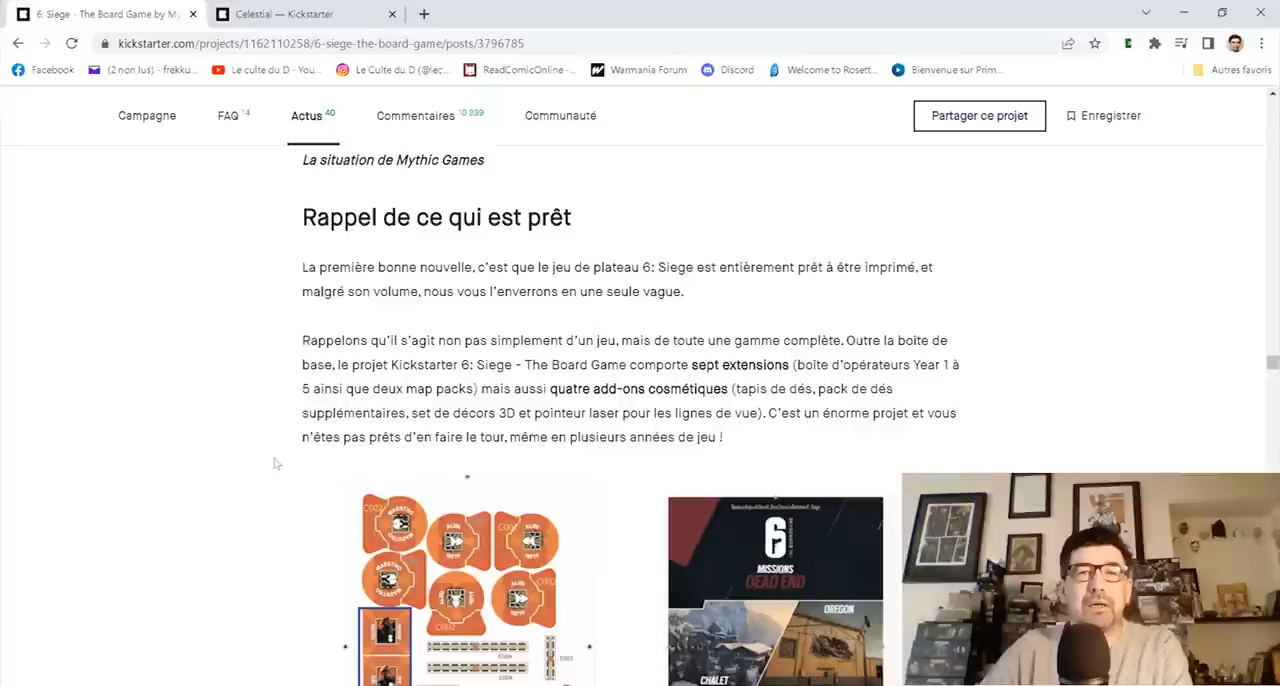 6: Siege - The Board Game by My
Celestial — Kickstarter
kickstarter.com/projects/1162110258/6-siege-the-board-game/posts/3796785
Facebook
(2 non lus) - frekku...
Le culte du D - You...
Le Culte du D (@lec...
ReadComicOnline -...
Warmania Forum
Discord
Welcome to Rosett...
Bienvenue sur Prim...
Autres favoris
Campagne
FAQ 14
Actus 40
Commentaires 10 239
Communauté
Partager ce projet
Enregistrer
La situation de Mythic Games
Rappel de ce qui est prêt
La première bonne nouvelle, c'est que le jeu de plateau 6: Siege est entièrement prêt à être imprimé, et
malgré son volume, nous vous l'enverrons en une seule vague.
Rappelons qu'il s'agit non pas simplement d'un jeu, mais de toute une gamme complète. Outre la boîte de
base, le projet Kickstarter 6: Siege - The Board Game comporte sept extensions (boîte d'opérateurs Year 1 à
5 ainsi que deux map packs) mais aussi quatre add-ons cosmétiques (tapis de dés, pack de dés
supplémentaires, set de décors 3D et pointeur laser pour les lignes de vue). C'est un énorme projet et vous
n'êtes pas prêts d'en faire le tour, même en plusieurs années de jeu !
MAESTRO
ALIBI
6
MISSIONS
DEAD END
OREGON
CHALET